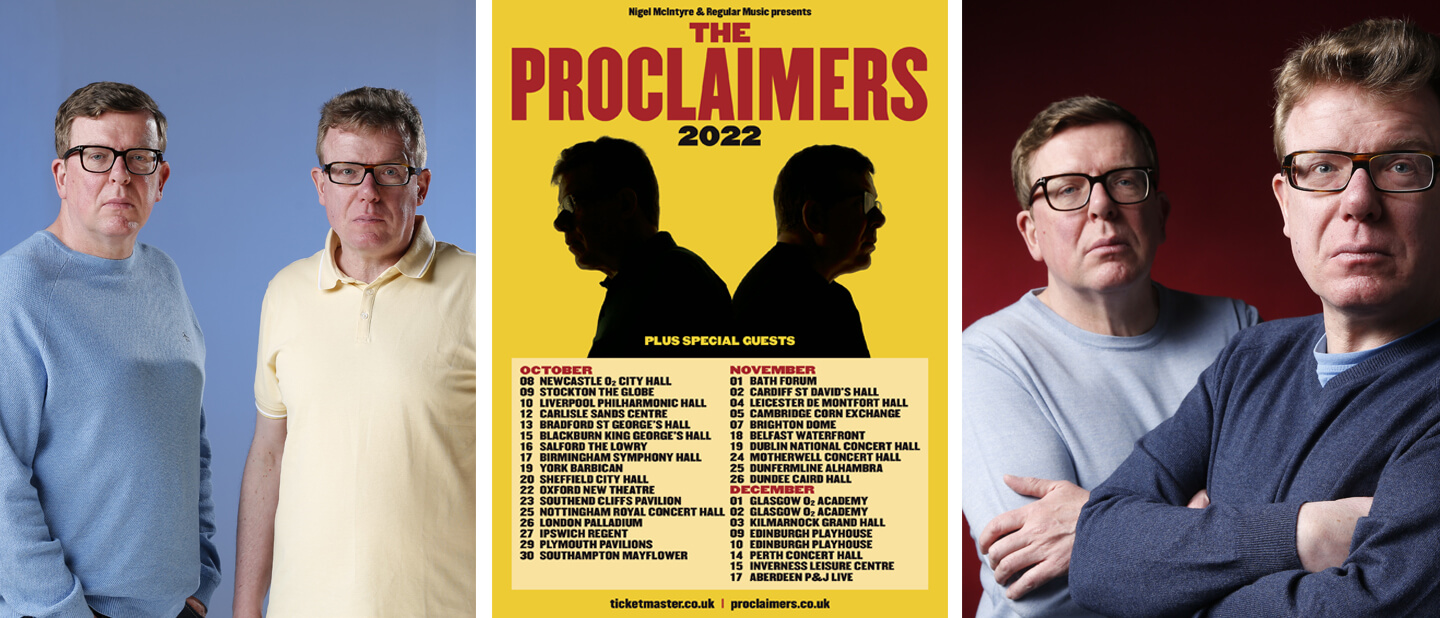 Nigel McIntyre & Regular Music presents
THE
PROCLAIMERS
2022
PLUS SPECIAL GUESTS
OCTOBER
08 NEWCASTLE O₂ CITY HALL
09 STOCKTON THE GLOBE
10 LIVERPOOL PHILHARMONIC HALL
12 CARLISLE SANDS CENTRE
13 BRADFORD ST GEORGE'S HALL
15 BLACKBURN KING GEORGE'S HALL
16 SALFORD THE LOWRY
17 BIRMINGHAM SYMPHONY HALL
19 YORK BARBICAN
20 SHEFFIELD CITY HALL
22 OXFORD NEW THEATRE
23 SOUTHEND CLIFFS PAVILION
25 NOTTINGHAM ROYAL CONCERT HALL
26 LONDON PALLADIUM
27 IPSWICH REGENT
29 PLYMOUTH PAVILIONS
30 SOUTHAMPTON MAYFLOWER
NOVEMBER
01 BATH FORUM
02 CARDIFF ST DAVID'S HALL
04 LEICESTER DE MONTFORT HALL
05 CAMBRIDGE CORN EXCHANGE
07 BRIGHTON DOME
18 BELFAST WATERFRONT
19 DUBLIN NATIONAL CONCERT HALL
24 MOTHERWELL CONCERT HALL
25 DUNFERMLINE ALHAMBRA
26 DUNDEE CAIRD HALL
DECEMBER
01 GLASGOW O₂ ACADEMY
02 GLASGOW O₂ ACADEMY
03 KILMARNOCK GRAND HALL
09 EDINBURGH PLAYHOUSE
10 EDINBURGH PLAYHOUSE
14 PERTH CONCERT HALL
15 INVERNESS LEISURE CENTRE
17 ABERDEEN P&J LIVE
ticketmaster.co.uk | proclaimers.co.uk